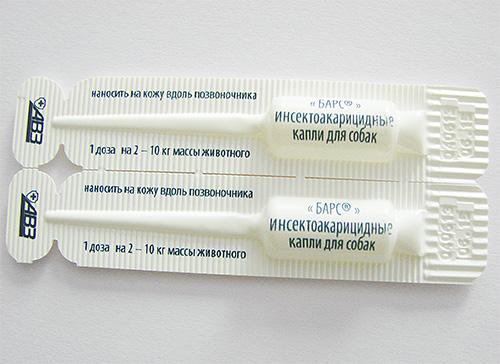 АВЗ
наносить на кожу вдоль позвоночника
« БАРС® »
Инсектоакарицидные
капли для собак
1 доза на 2 – 10 кг массы животного
АВЗ
наносить на кожу вдоль позвоночника
« БАРС® »
Инсектоакарицидные
капли для собак
1 доза на 2 – 10 кг массы животного